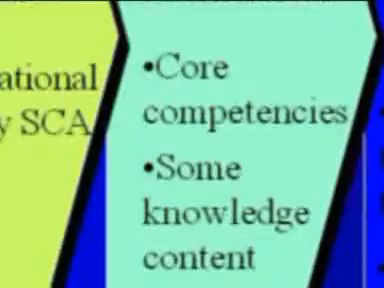 ational
y SCA
•Core
competencies
•Some
knowledge
content